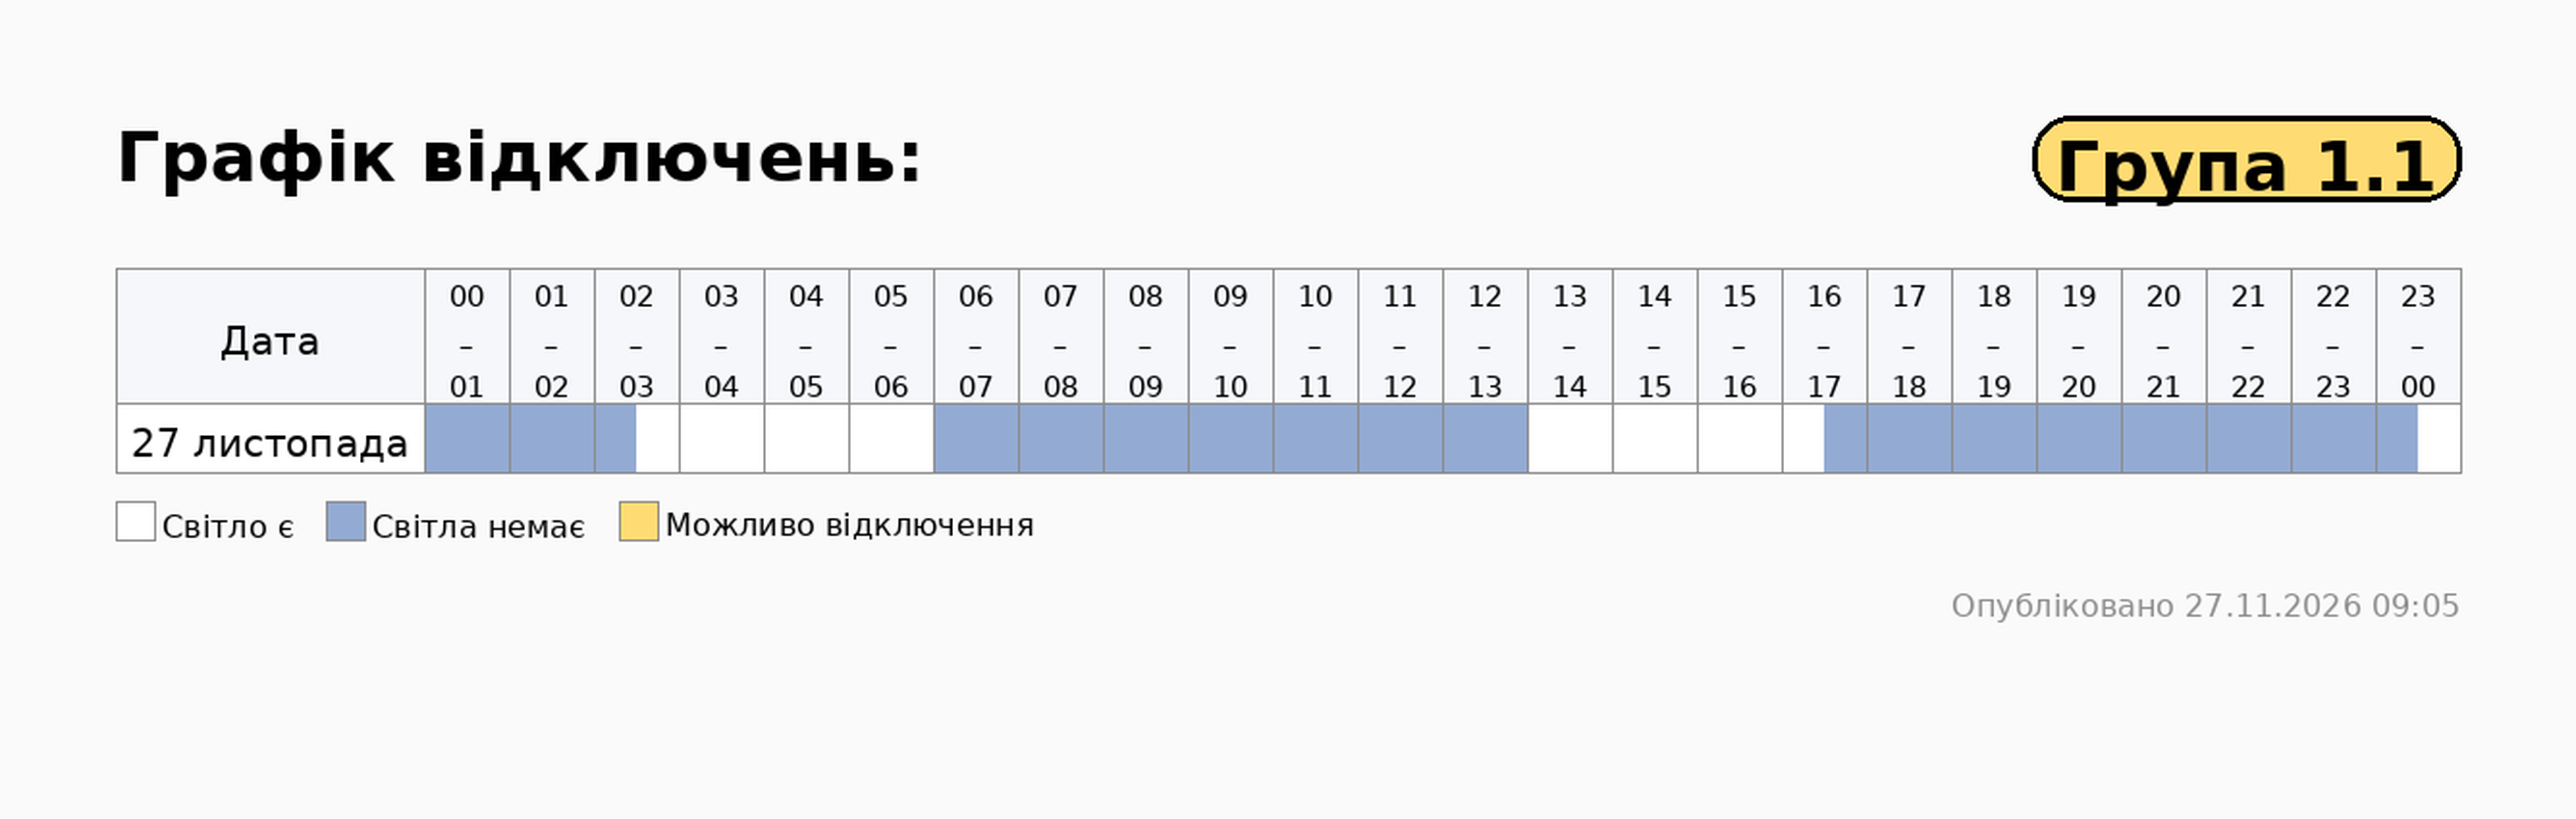 Графік відключень:
Група 1.1
Дата
00 – 01
01 – 02
02 – 03
03 – 04
04 – 05
05 – 06
06 – 07
07 – 08
08 – 09
09 – 10
10 – 11
11 – 12
12 – 13
13 – 14
14 – 15
15 – 16
16 – 17
17 – 18
18 – 19
19 – 20
20 – 21
21 – 22
22 – 23
23 – 00
27 листопада
Світло є
Світла немає
Можливо відключення
Опубліковано 27.11.2026 09:05